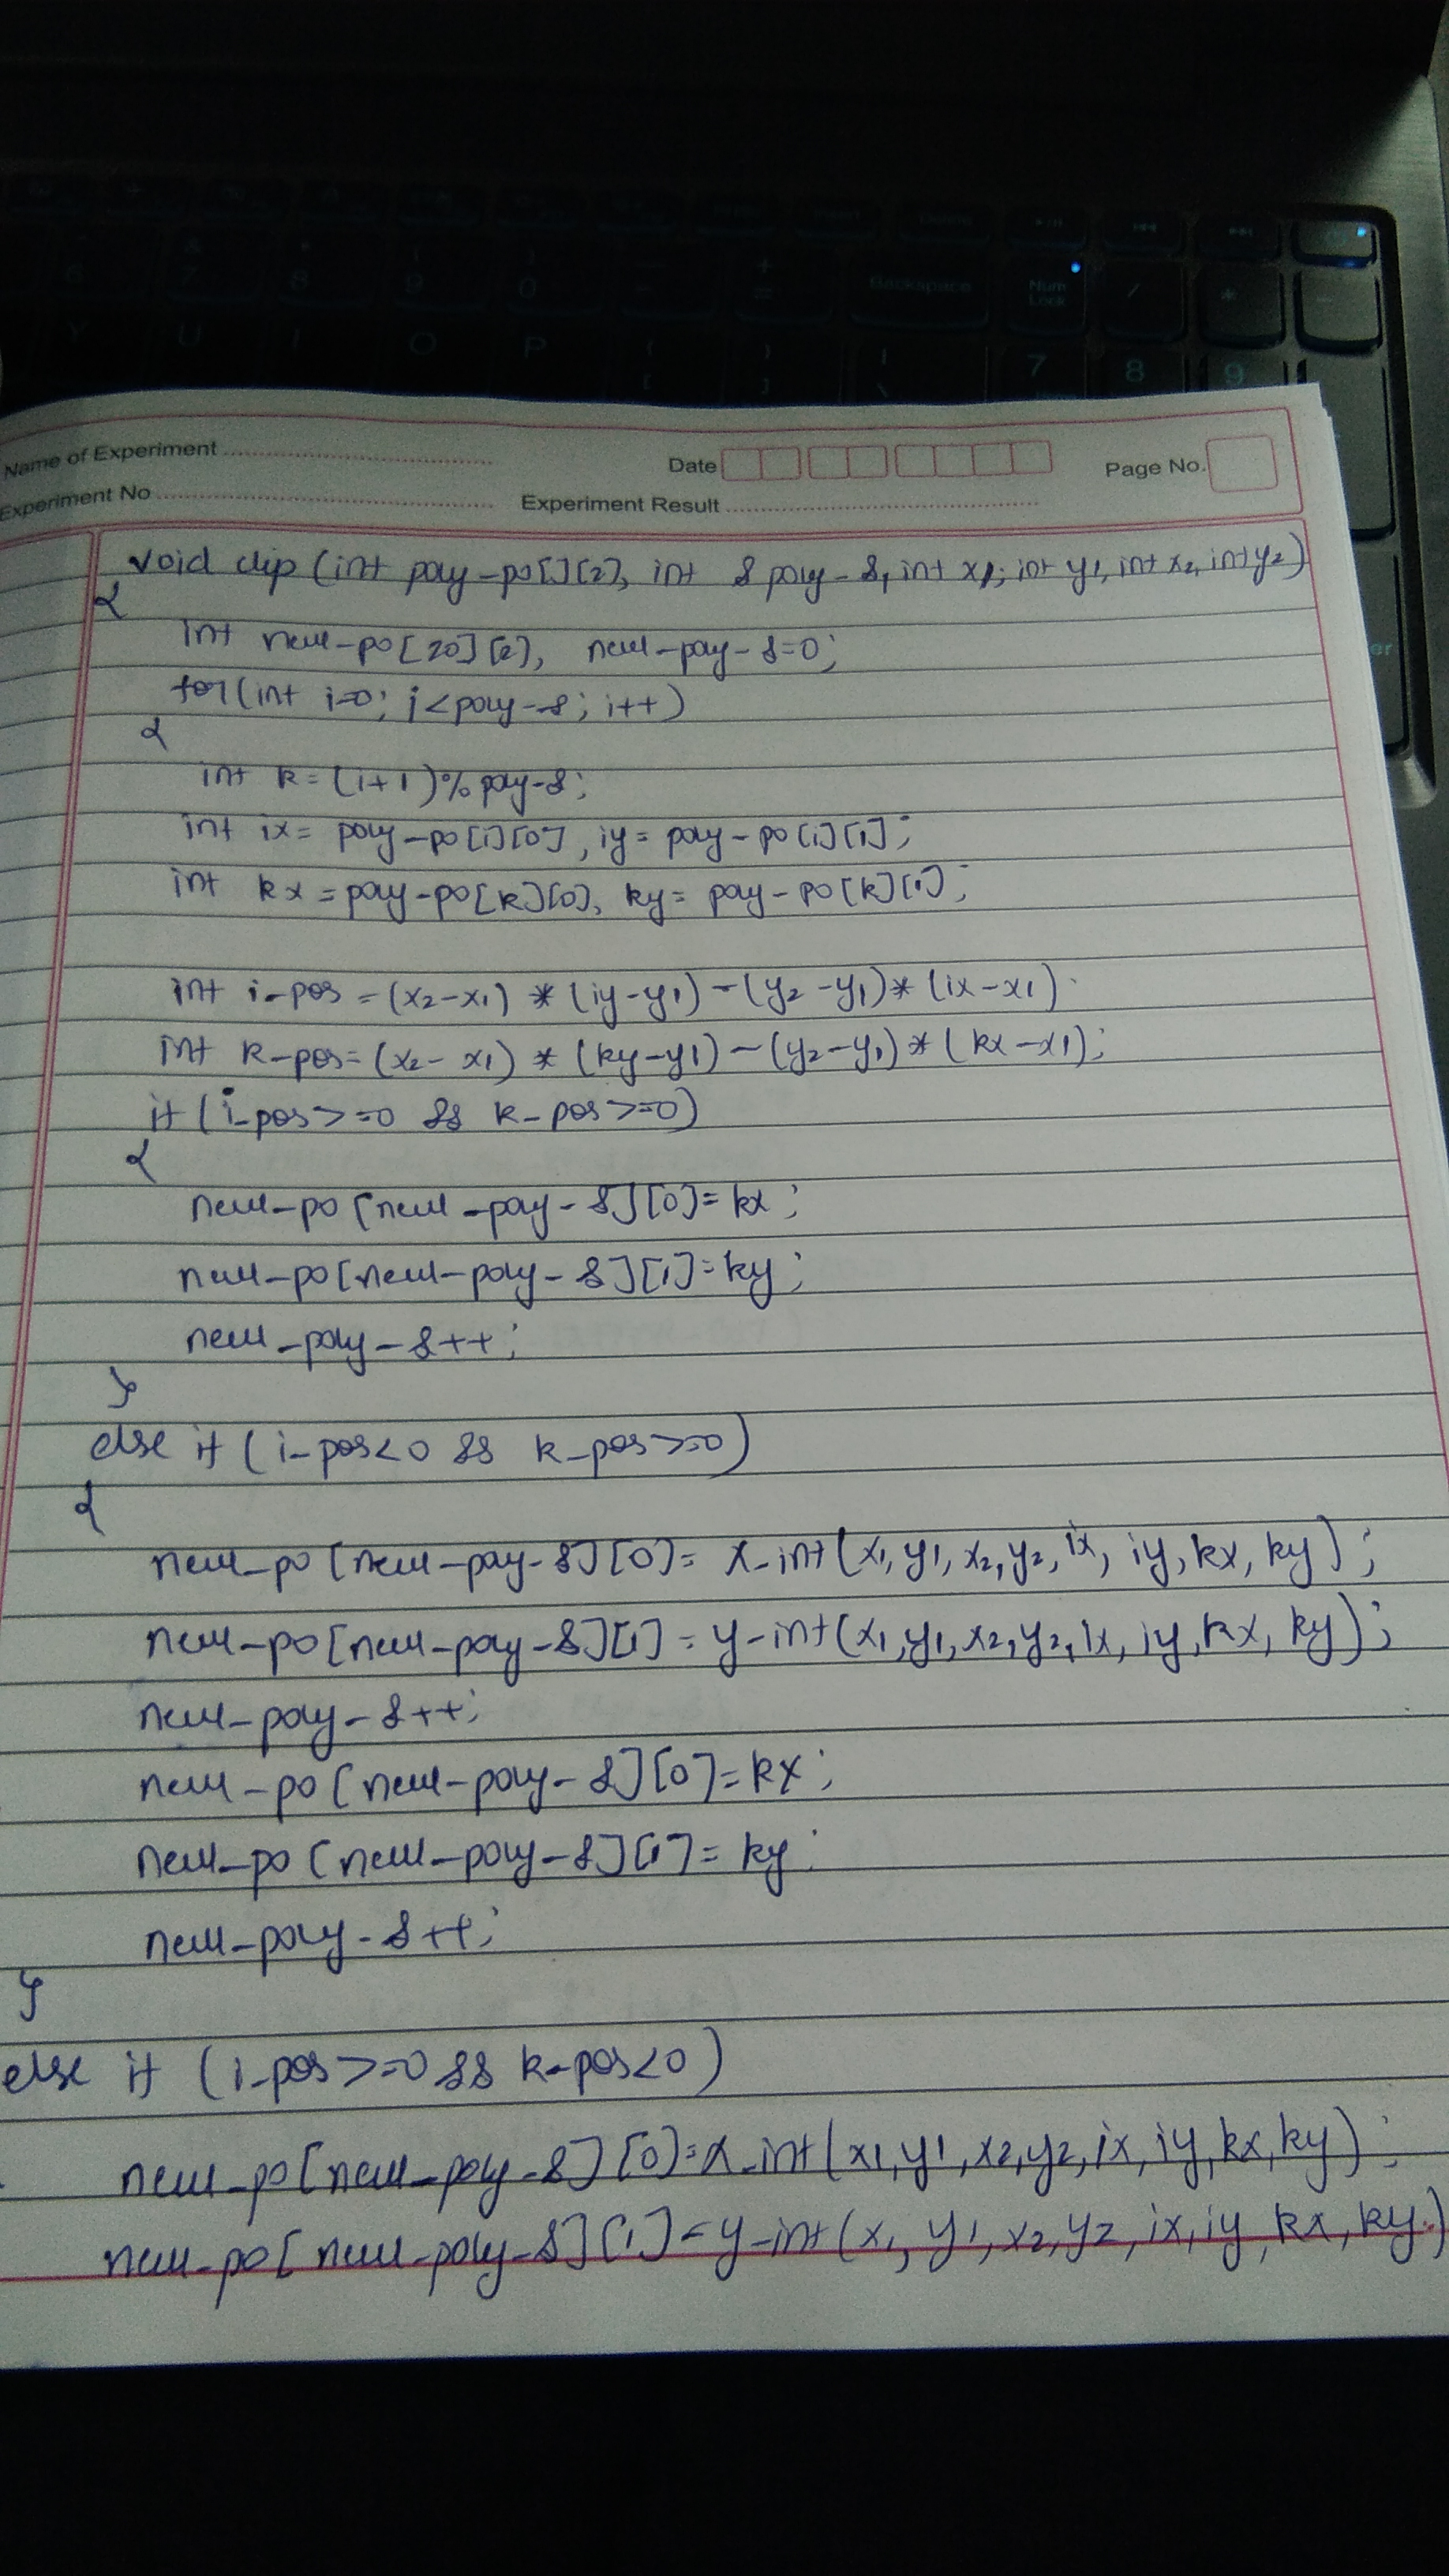 Y U I O P
7 8 9
Backspace
Num Lock
Name of Experiment
Date
Page No.
Experiment No
Experiment Result
void clip (int poly-po[][2], int &poly-s, int x1, int y1, int x2, int y2)
{
int new-po[20][2], new-poly-s=0;
for(int i=0; i<poly-s; i++)
{
int k=(i+1)%poly-s;
int ix= poly-po[i][0], iy= poly-po[i][1];
int kx=poly-po[k][0], ky= poly-po[k][1];
int i-pos=(x2-x1) * (iy-y1) - (y2-y1)* (ix-x1)
int k-pos=(x2-x1) * (ky-y1) - (y2-y1) * (kx-x1);
if (i-pos>=0 && k-pos>=0)
{
new-po[new-poly-s][0]=kx;
new-po[new-poly-s][1]=ky;
new-poly-s++;
}
else if (i-pos<0 && k-pos>=0)
{
new-po[new-poly-s][0]= x-int(x1,y1,x2,y2,ix, iy,kx, ky);
new-po[new-poly-s][1]= y-int(x1,y1,x2,y2,ix, iy,kx, ky);
new-poly-s++;
new-po[new-poly-s][0]=kx;
new-po[new-poly-s][1]= ky;
new-poly-s++;
}
else if (i-pos>=0 && k-pos<0)
new-po[new-poly-s][0]=x-int(x1,y1,x2,y2,ix,iy,kx,ky);
new-po[new-poly-s][1]=y-int(x1,y1,x2,y2,ix,iy,kx,ky)